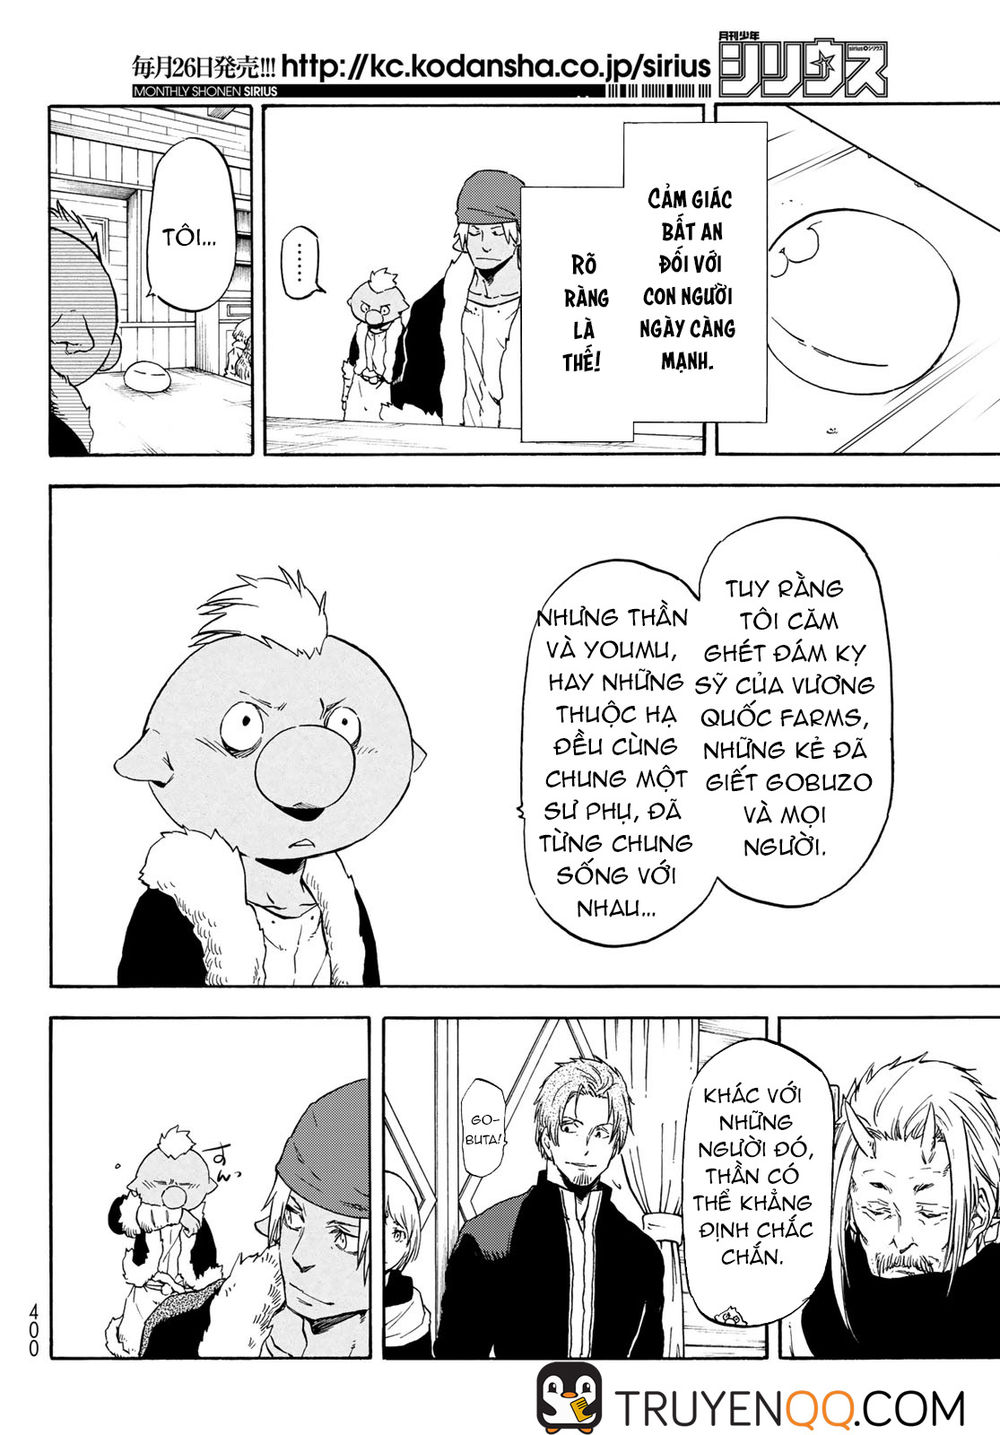 毎月26日発売!!! http://kc.kodansha.co.jp/sirius
MONTHLY SHONEN SIRIUS
月刊少年
シリウス
CẢM GIÁC
BẤT AN
ĐỐI VỚI
CON NGƯỜI
NGÀY CÀNG
MẠNH.
RÕ
RÀNG
LÀ
THẾ!
......
TÔI...
TUY RẰNG
TÔI CĂM
GHÉT ĐÁM KỴ
SỸ CỦA VƯƠNG
QUỐC FARMS,
NHỮNG KẺ ĐÃ
GIẾT GOBUZO
VÀ MỌI
NGƯỜI.
NHƯNG THẦN
VÀ YOUMU,
HAY NHỮNG
THUỘC HẠ
ĐỀU CÙNG
CHUNG MỘT
SƯ PHỤ, ĐÃ
TỪNG CHUNG
SỐNG VỚI
NHAU...
KHÁC VỚI
NHỮNG
NGƯỜI ĐÓ,
THẦN CÓ
THỂ KHẲNG
ĐỊNH CHẮC
CHẮN.
GO-
BUTA!
すんっ
400
TRUYENQQ.COM